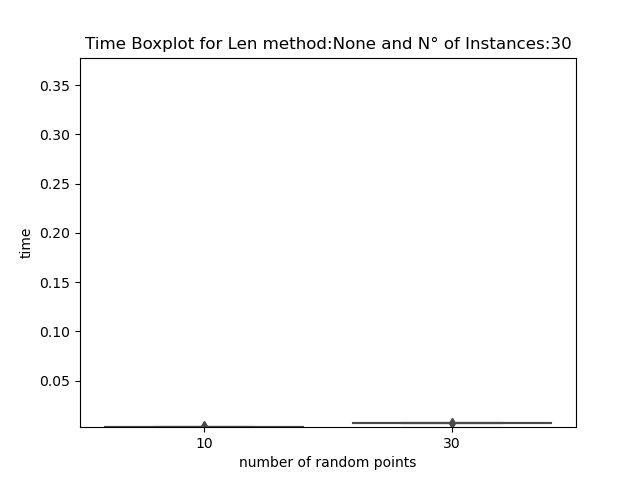 Time Boxplot for Len method:None and N° of Instances:30
0.35
0.30
0.25
0.20
0.15
0.10
0.05
time
10 30
number of random points